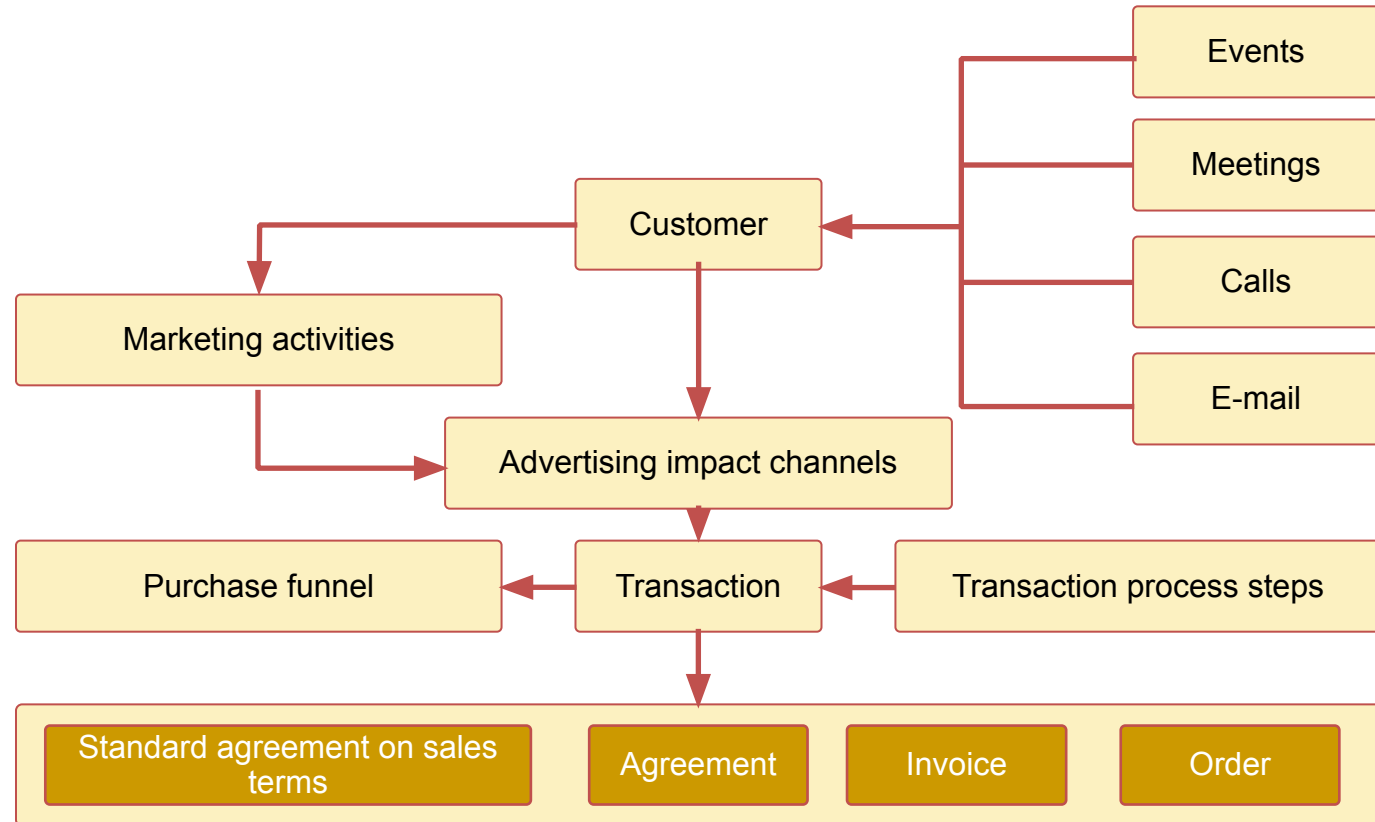 Events
Meetings
Customer
Calls
Marketing activities
E-mail
Advertising impact channels
Purchase funnel
Transaction
Transaction process steps
Standard agreement on sales
terms
Agreement
Invoice
Order